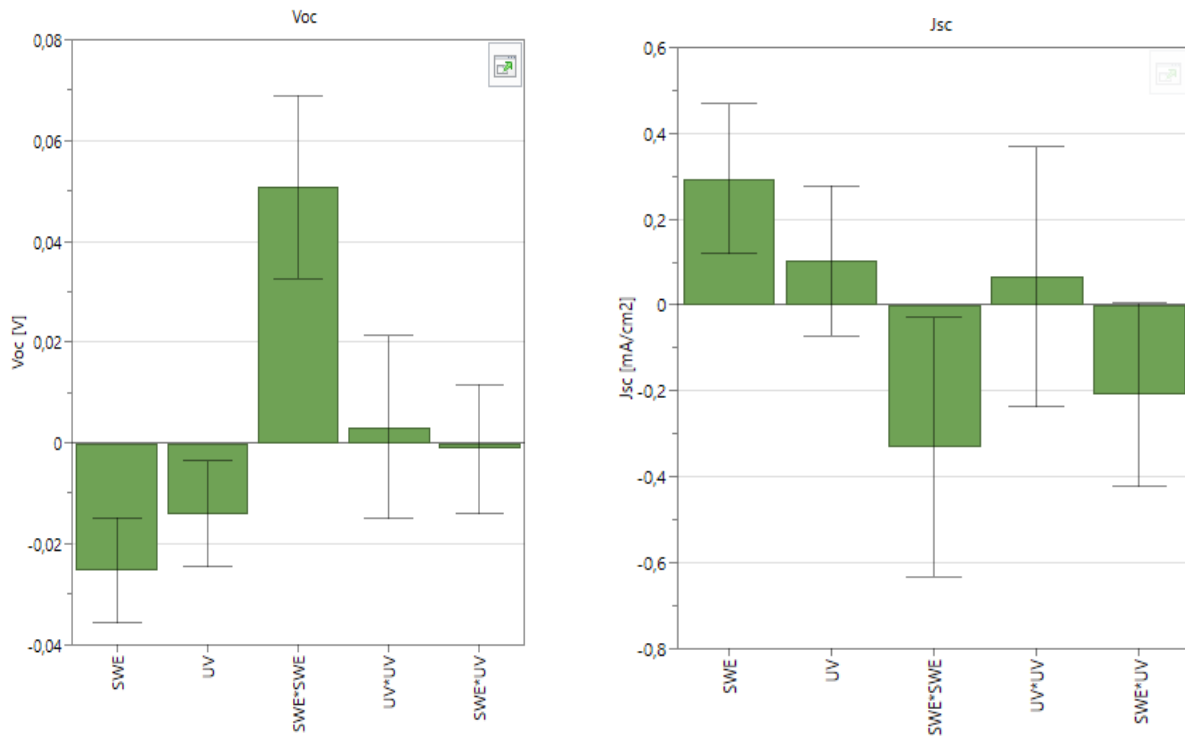 Voc
0,08
0,06
0,04
0,02
0
-0,02
-0,04
Voc [V]
SWE
UV
SWE*SWE
UV*UV
SWE*UV
Jsc
0,6
0,4
0,2
0
-0,2
-0,4
-0,6
-0,8
Jsc [mA/cm2]
SWE
UV
SWE*SWE
UV*UV
SWE*UV